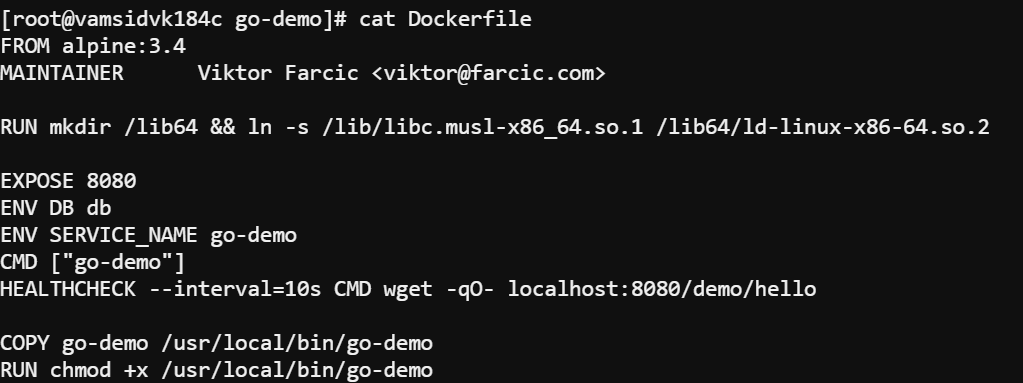 [root@vamsidvk184c go-demo]# cat Dockerfile
FROM alpine:3.4
MAINTAINER      Viktor Farcic <viktor@farcic.com>
RUN mkdir /lib64 && ln -s /lib/libc.musl-x86_64.so.1 /lib64/ld-linux-x86-64.so.2
EXPOSE 8080
ENV DB db
ENV SERVICE_NAME go-demo
CMD ["go-demo"]
HEALTHCHECK --interval=10s CMD wget -qO- localhost:8080/demo/hello
COPY go-demo /usr/local/bin/go-demo
RUN chmod +x /usr/local/bin/go-demo